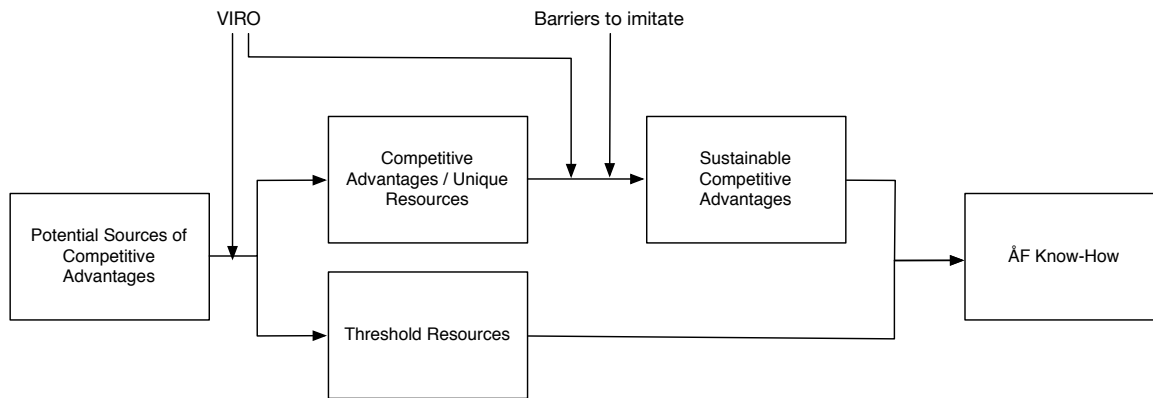 VIRO
Barriers to imitate
Competitive
Advantages / Unique
Resources
Sustainable
Competitive
Advantages
Potential Sources of
Competitive
Advantages
ÅF Know-How
Threshold Resources